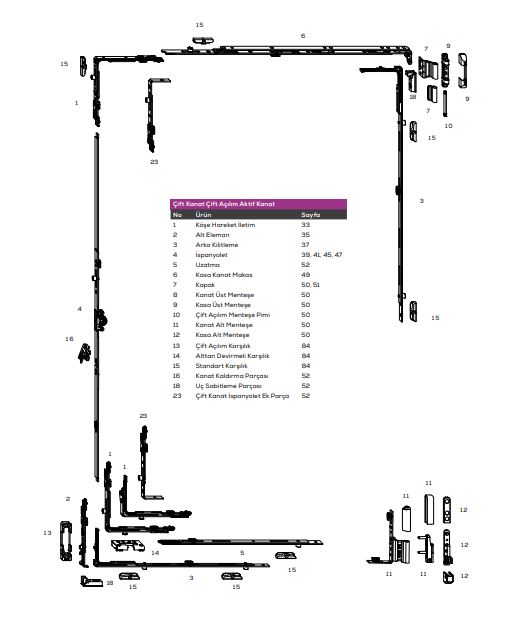 15
6
7
9
15
1
18
7
9
10
15
23
3
Çift Kanat Çift Açılım Aktif Kanat
No Ürün Sayfa
1 Köşe Hareket İletim 33
2 Alt Eleman 35
3 Arka Kilitleme 37
4 İspanyolet 39, 41, 45, 47
5 Uzatma 52
6 Kasa Kanat Makas 49
7 Kapak 50, 51
8 Kanat Üst Menteşe 50
9 Kasa Üst Menteşe 50
10 Çift Açılım Menteşe Pimi 50
11 Kanat Alt Menteşe 50
12 Kasa Alt Menteşe 50
13 Çift Açılım Karşılık 84
14 Alttan Devirmeli Karşılık 84
15 Standart Karşılık 84
16 Kanat Kaldırma Parçası 52
18 Uç Sabitleme Parçası 52
23 Çift Kanat İspanyolet Ek Parça 52
4
15
16
23
1
1
2
11
11
12
13
14
5
15
12
11
11
12
18
15
3
15